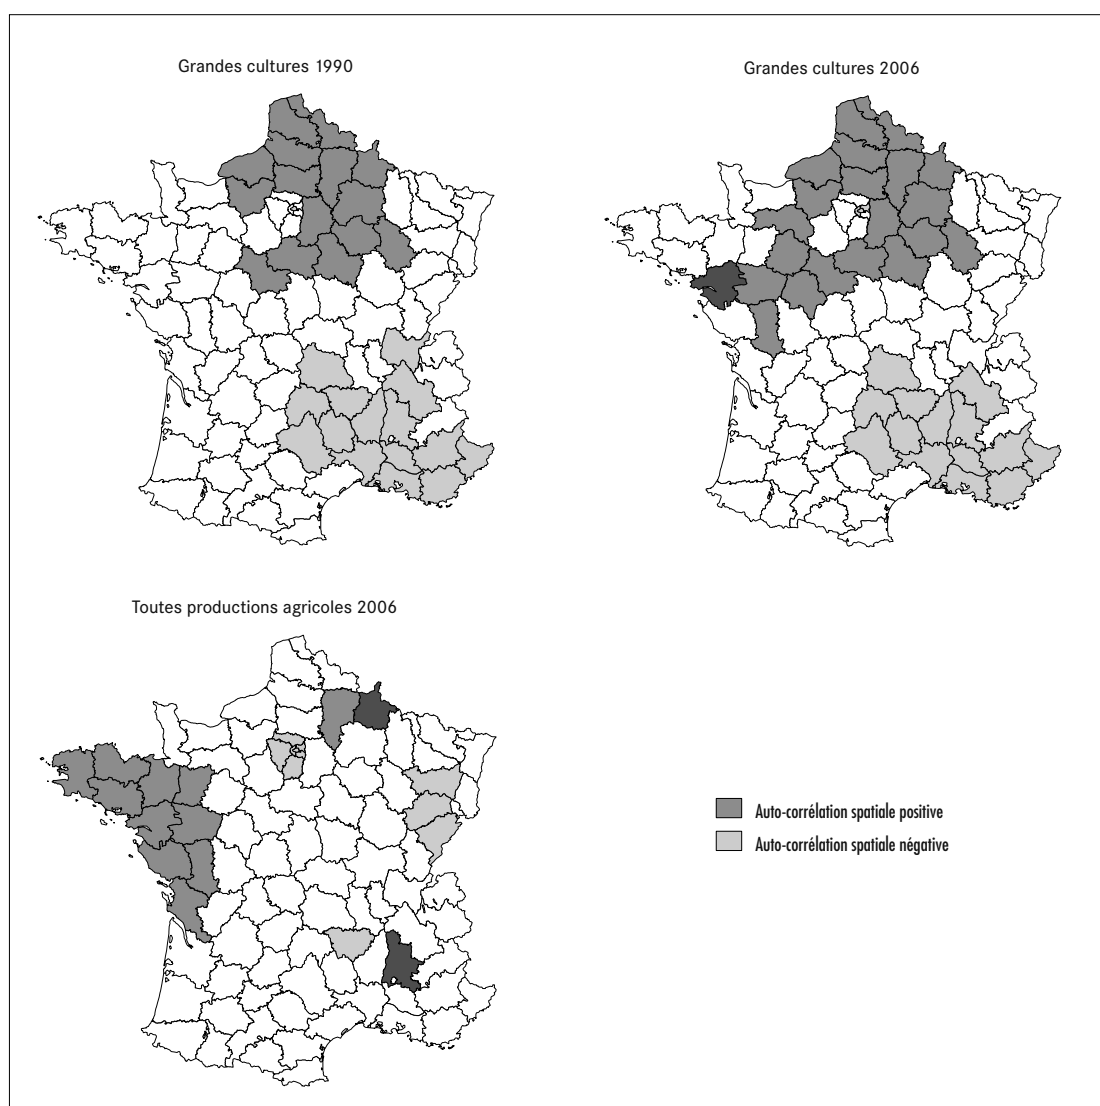 Grandes cultures 1990
Grandes cultures 2006
Toutes productions agricoles 2006
Auto-corrélation spatiale positive
Auto-corrélation spatiale négative